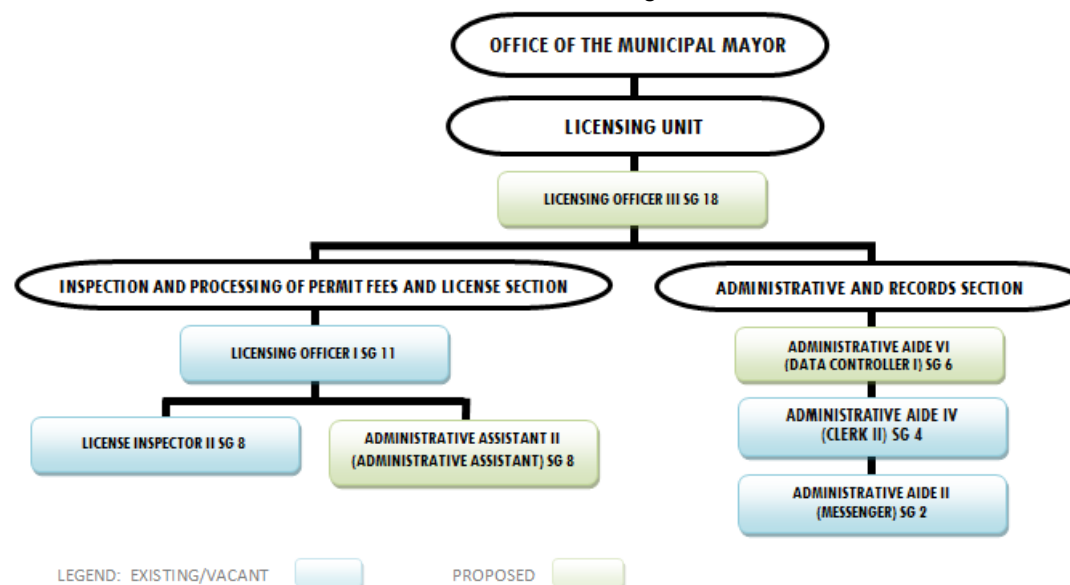 OFFICE OF THE MUNICIPAL MAYOR
LICENSING UNIT
LICENSING OFFICER III SG 18
INSPECTION AND PROCESSING OF PERMIT FEES AND LICENSE SECTION
ADMINISTRATIVE AND RECORDS SECTION
LICENSING OFFICER I SG 11
LICENSE INSPECTOR II SG 8
ADMINISTRATIVE ASSISTANT II
(ADMINISTRATIVE ASSISTANT) SG 8
ADMINISTRATIVE AIDE VI
(DATA CONTROLLER I) SG 6
ADMINISTRATIVE AIDE IV
(CLERK II) SG 4
ADMINISTRATIVE AIDE II
(MESSENGER) SG 2
LEGEND: EXISTING/VACANT
PROPOSED